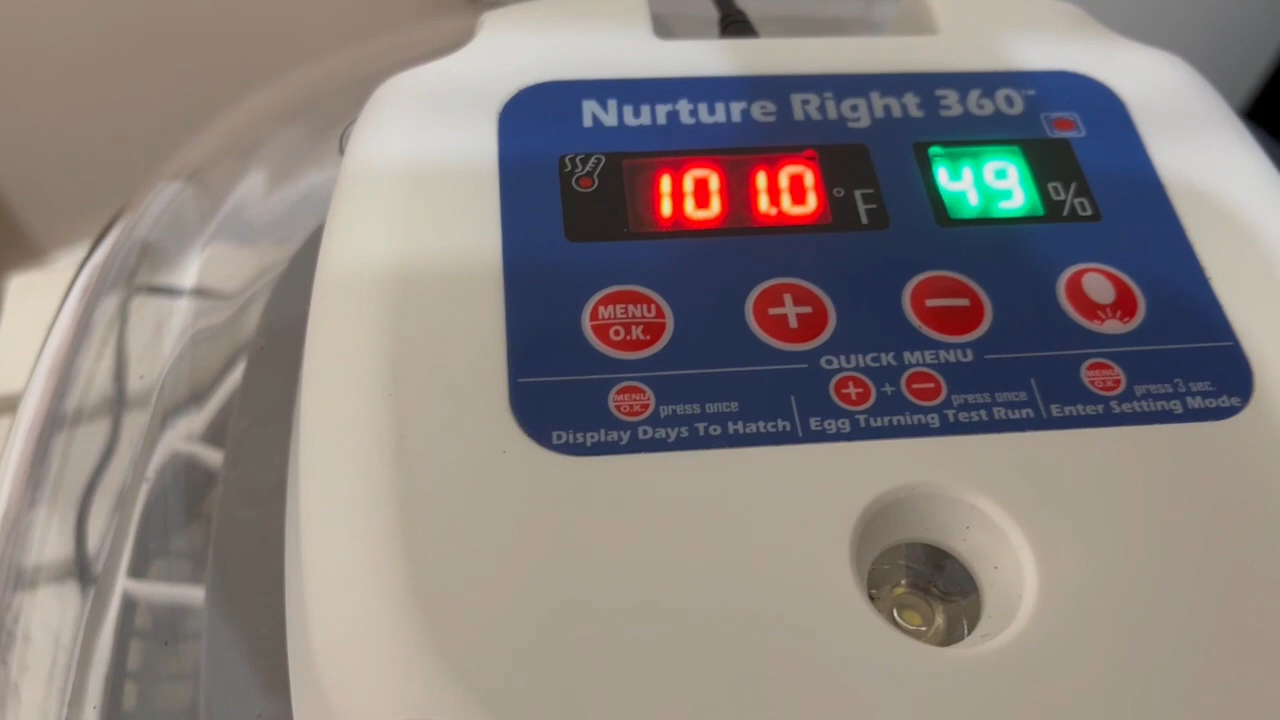 Nurture Right 360™
101.0 °F 49 %
MENU O.K. + −
QUICK MENU
MENU O.K. press once + + − press once MENU O.K. press 3 sec.
Display Days To Hatch Egg Turning Test Run Enter Setting Mode